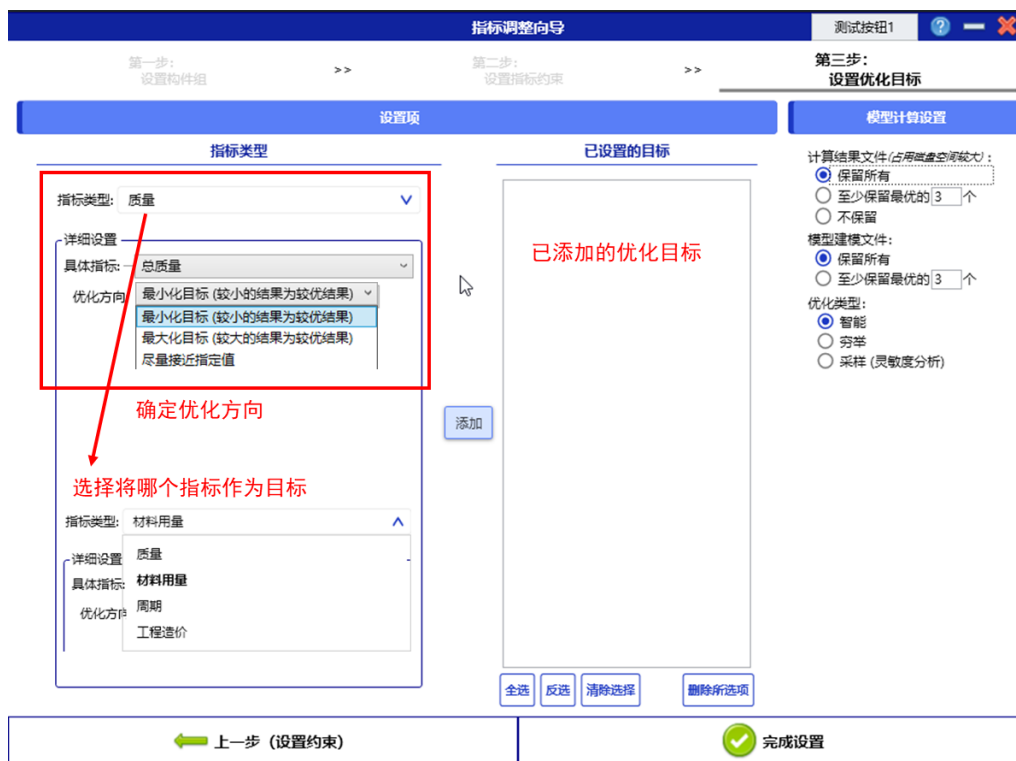 指标调整向导
测试按钮1
第一步:
设置构件组
>>
第二步:
设置指标约束
>>
第三步:
设置优化目标
设置项
模型计算设置
指标类型
已设置的目标
指标类型: 质量
详细设置
具体指标: 总质量
优化方向 最小化目标 (较小的结果为较优结果)
最小化目标 (较小的结果为较优结果)
最大化目标 (较大的结果为较优结果)
尽量接近指定值
确定优化方向
选择将哪个指标作为目标
指标类型: 材料用量
详细设置
具体指标:
优化方向
质量
材料用量
周期
工程造价
添加
已添加的优化目标
全选
反选
清除选择
删除所选项
计算结果文件(占用磁盘空间较大):
保留所有
至少保留最优的 3 个
不保留
模型建模文件:
保留所有
至少保留最优的 3 个
优化类型:
智能
穷举
采样 (灵敏度分析)
上一步 (设置约束)
完成设置